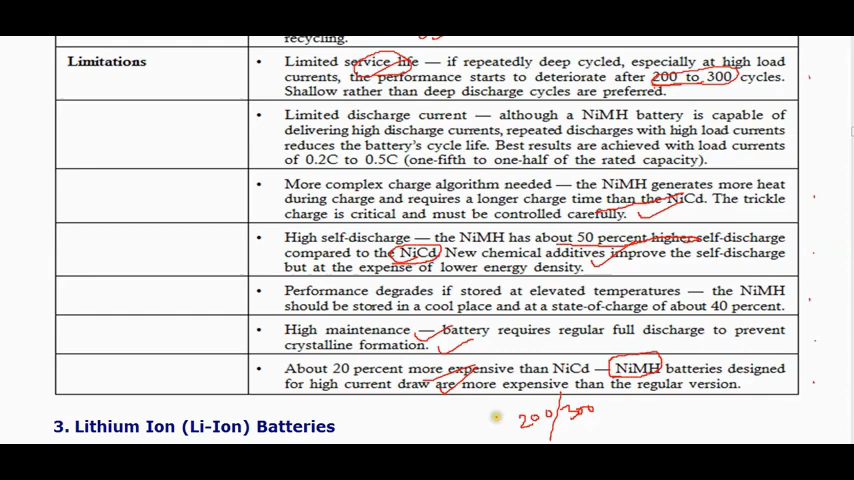 recycling.
Limitations
• Limited service life — if repeatedly deep cycled, especially at high load
currents, the performance starts to deteriorate after 200 to 300 cycles.
Shallow rather than deep discharge cycles are preferred.
• Limited discharge current — although a NiMH battery is capable of
delivering high discharge currents, repeated discharges with high load currents
reduces the battery's cycle life. Best results are achieved with load currents
of 0.2C to 0.5C (one-fifth to one-half of the rated capacity).
• More complex charge algorithm needed — the NiMH generates more heat
during charge and requires a longer charge time than the NiCd. The trickle
charge is critical and must be controlled carefully.
• High self-discharge — the NiMH has about 50 percent higher self-discharge
compared to the NiCd. New chemical additives improve the self-discharge
but at the expense of lower energy density.
• Performance degrades if stored at elevated temperatures — the NiMH
should be stored in a cool place and at a state-of-charge of about 40 percent.
• High maintenance — battery requires regular full discharge to prevent
crystalline formation.
• About 20 percent more expensive than NiCd — NiMH batteries designed
for high current draw are more expensive than the regular version.
200/300
3. Lithium Ion (Li-Ion) Batteries